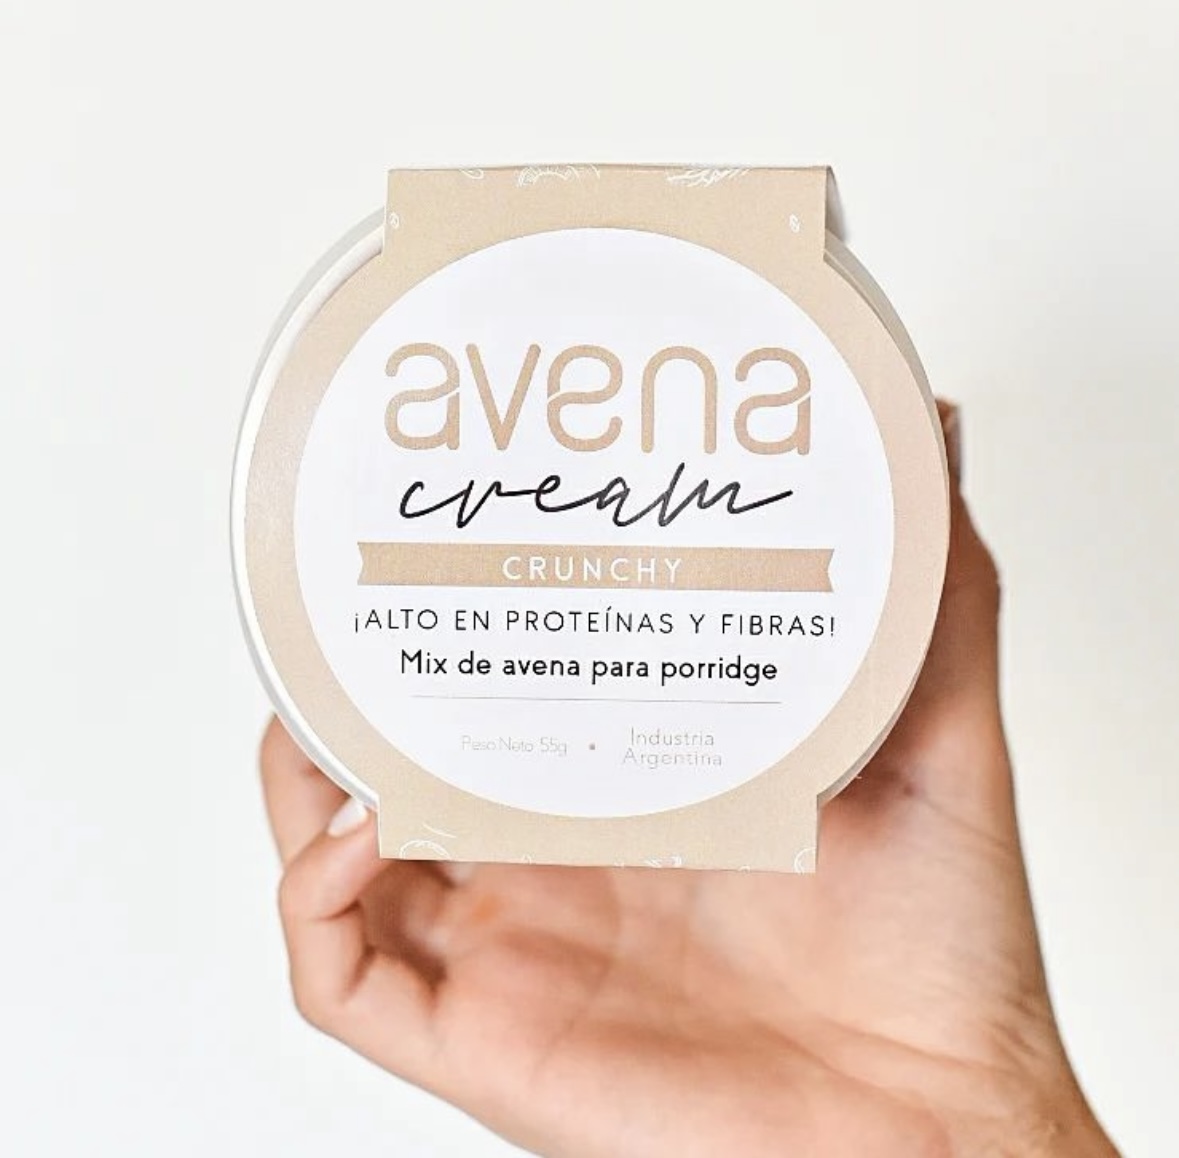 avena
cream
CRUNCHY
¡ALTO EN PROTEÍNAS Y FIBRAS!
Mix de avena para porridge
Peso Neto 55g • Industria
Argentina